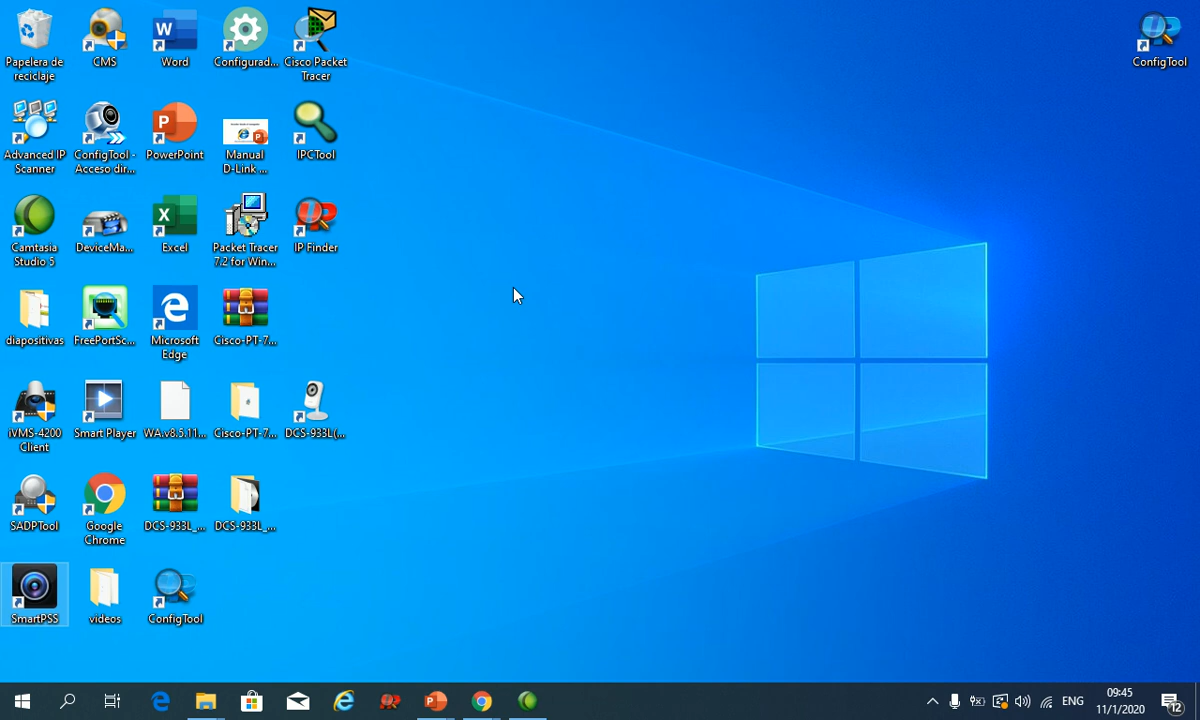 Papelera de
reciclaje
CMS
Word
Configurad...
Cisco Packet
Tracer
ConfigTool
Advanced IP
Scanner
ConfigTool -
Acceso dir...
PowerPoint
Manual
D-Link ...
IPCTool
Camtasia
Studio 5
DeviceMa...
Excel
Packet Tracer
7.2 for Win...
IP Finder
diapositivas
FreePortSc...
Microsoft
Edge
Cisco-PT-7...
iVMS-4200
Client
Smart Player
WA.v8.5.11...
Cisco-PT-7...
DCS-933L(...
SADPTool
Google
Chrome
DCS-933L_...
DCS-933L_...
SmartPSS
videos
ConfigTool
ENG
09:45
11/1/2020
12